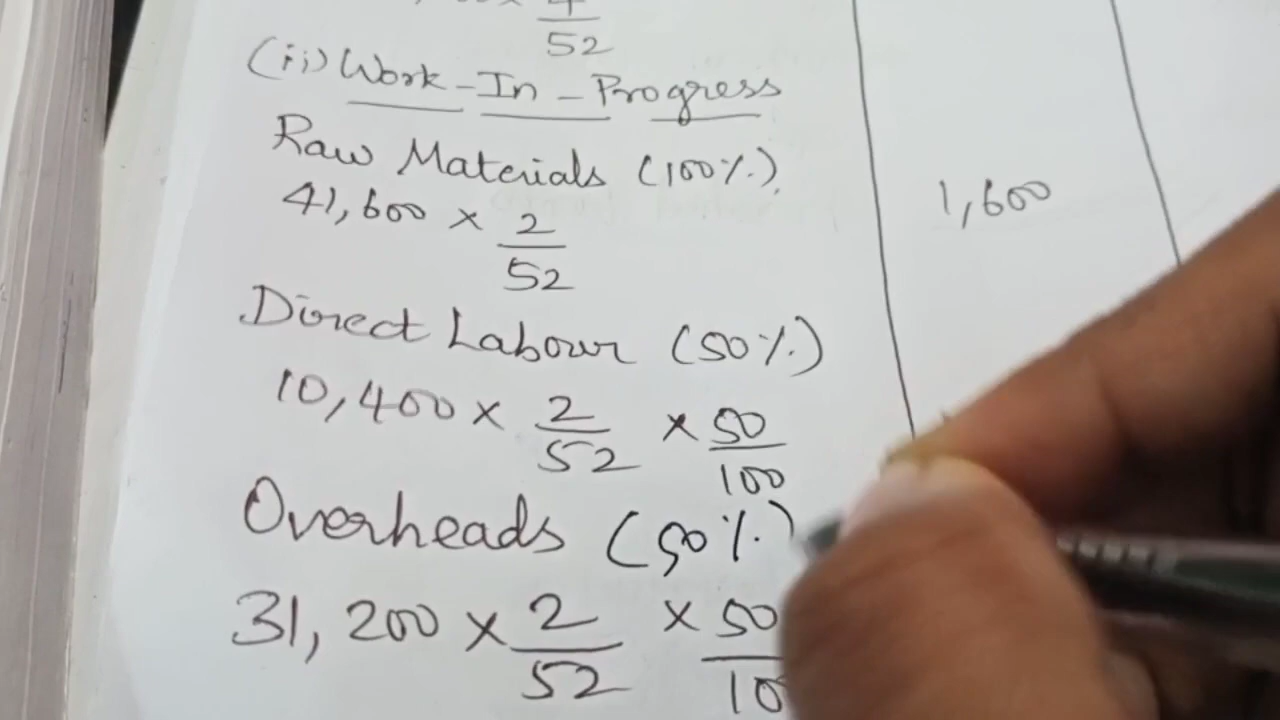 4
52
(ii) Work-In-Progress
Raw Materials (100%)
41,600 × 2/52
1,600
Direct Labour (50%)
10,400 × 2/52 × 50/100
Overheads (50%)
31,200 × 2/52 × 50/10